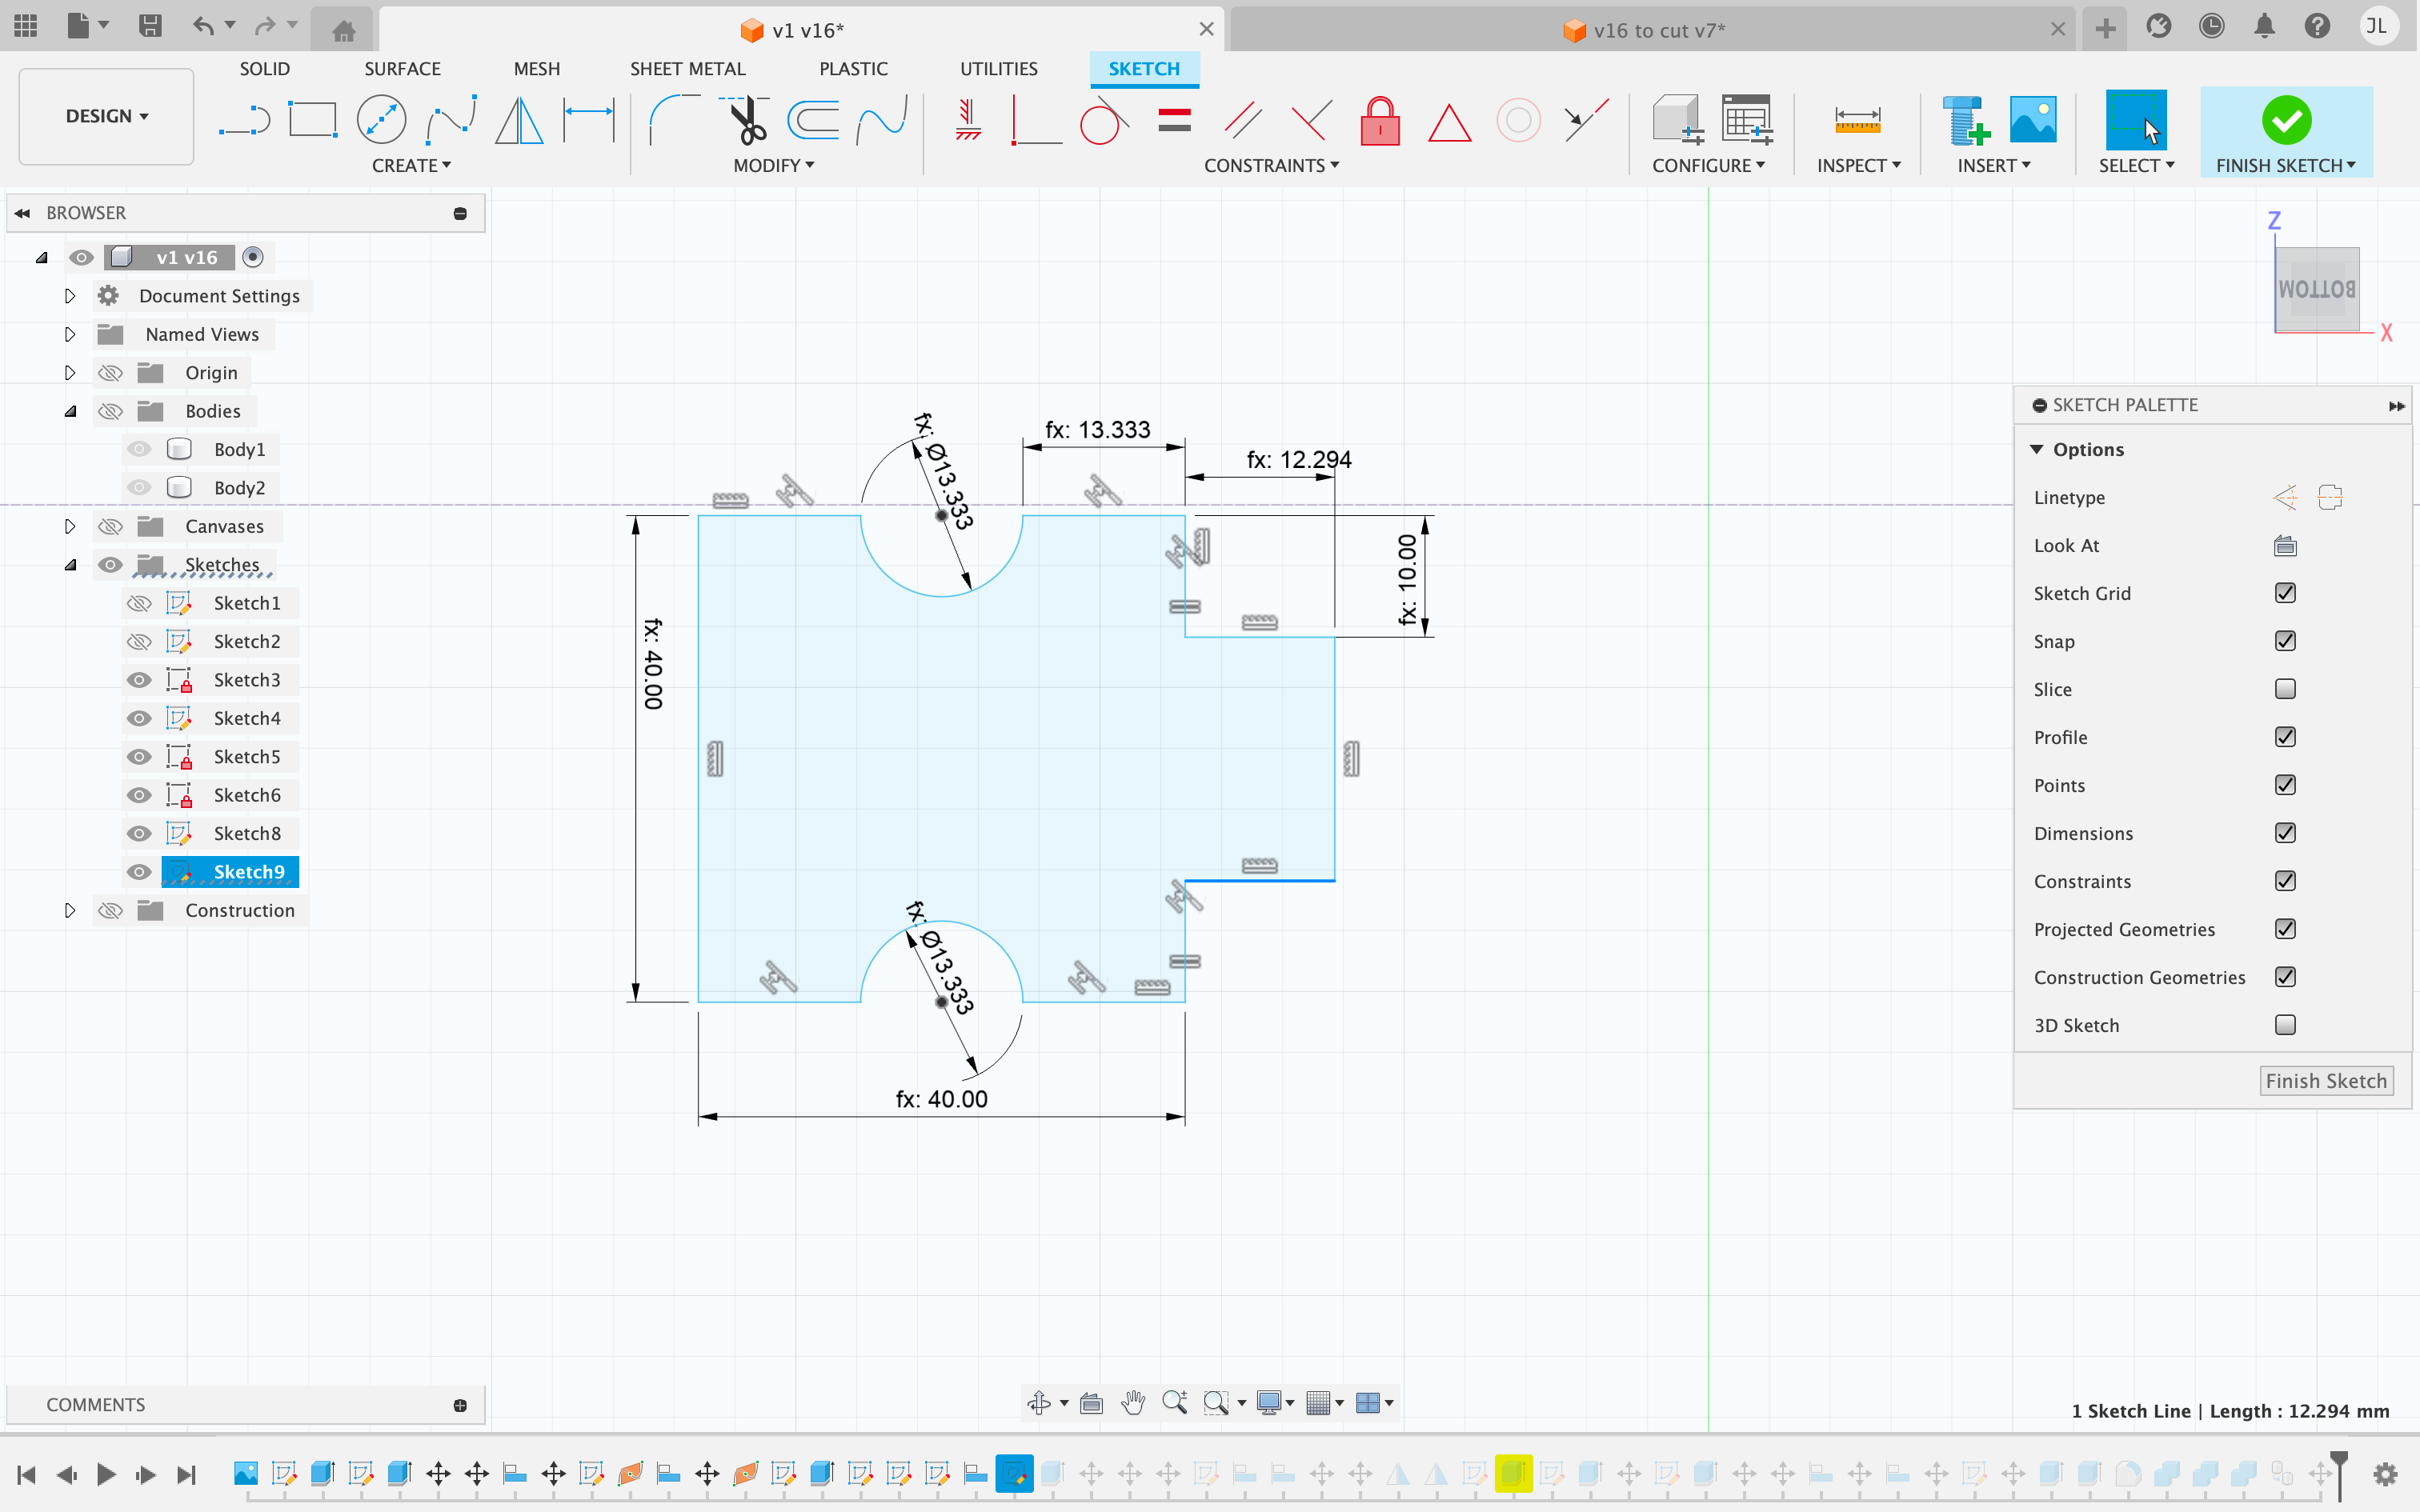 v1 v16*
v16 to cut v7*
JL
DESIGN
SOLID
SURFACE
MESH
SHEET METAL
PLASTIC
UTILITIES
SKETCH
CREATE
MODIFY
CONSTRAINTS
CONFIGURE
INSPECT
INSERT
SELECT
FINISH SKETCH
BROWSER
v1 v16
Document Settings
Named Views
Origin
Bodies
Body1
Body2
Canvases
Sketches
Sketch1
Sketch2
Sketch3
Sketch4
Sketch5
Sketch6
Sketch8
Sketch9
Construction
fx: Ø13.333
fx: 13.333
fx: 12.294
fx: 10.00
fx: 40.00
fx: Ø13.333
fx: 40.00
Z
BOTTOM
X
SKETCH PALETTE
Options
Linetype
Look At
Sketch Grid
Snap
Slice
Profile
Points
Dimensions
Constraints
Projected Geometries
Construction Geometries
3D Sketch
Finish Sketch
COMMENTS
1 Sketch Line | Length : 12.294 mm